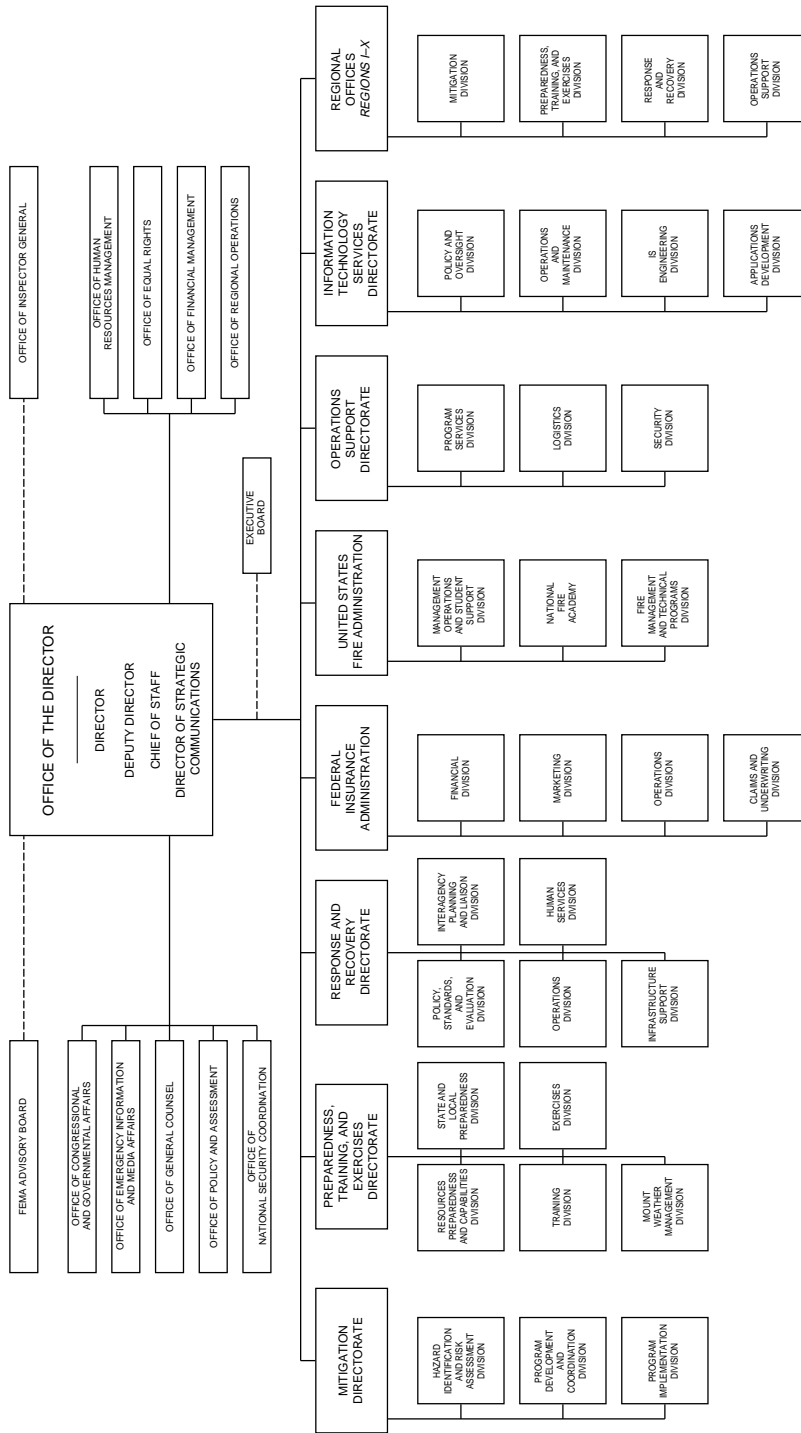 FEMA ADVISORY BOARD
OFFICE OF THE DIRECTOR
DIRECTOR
DEPUTY DIRECTOR
CHIEF OF STAFF
DIRECTOR OF STRATEGIC
COMMUNICATIONS
OFFICE OF INSPECTOR GENERAL
OFFICE OF CONGRESSIONAL
AND GOVERNMENTAL AFFAIRS
OFFICE OF EMERGENCY INFORMATION
AND MEDIA AFFAIRS
OFFICE OF GENERAL COUNSEL
OFFICE OF POLICY AND ASSESSMENT
OFFICE OF
NATIONAL SECURITY COORDINATION
OFFICE OF HUMAN
RESOURCES MANAGEMENT
OFFICE OF EQUAL RIGHTS
OFFICE OF FINANCIAL MANAGEMENT
OFFICE OF REGIONAL OPERATIONS
EXECUTIVE
BOARD
MITIGATION
DIRECTORATE
HAZARD
IDENTIFICATION
AND RISK
ASSESSMENT
DIVISION
PROGRAM
DEVELOPMENT
AND
COORDINATION
DIVISION
PROGRAM
IMPLEMENTATION
DIVISION
PREPAREDNESS,
TRAINING, AND
EXERCISES
DIRECTORATE
RESOURCES
PREPAREDNESS
AND CAPABILITIES
DIVISION
STATE AND
LOCAL
PREPAREDNESS
DIVISION
TRAINING
DIVISION
EXERCISES
DIVISION
MOUNT
WEATHER
MANAGEMENT
DIVISION
RESPONSE AND
RECOVERY
DIRECTORATE
POLICY,
STANDARDS,
AND
EVALUATION
DIVISION
INTERAGENCY
PLANNING
AND LIAISON
DIVISION
OPERATIONS
DIVISION
HUMAN
SERVICES
DIVISION
INFRASTRUCTURE
SUPPORT
DIVISION
FEDERAL
INSURANCE
ADMINISTRATION
FINANCIAL
DIVISION
MARKETING
DIVISION
OPERATIONS
DIVISION
CLAIMS AND
UNDERWRITING
DIVISION
UNITED STATES
FIRE ADMINISTRATION
MANAGEMENT
OPERATIONS
AND STUDENT
SUPPORT
DIVISION
NATIONAL
FIRE
ACADEMY
FIRE
MANAGEMENT
AND TECHNICAL
PROGRAMS
DIVISION
OPERATIONS
SUPPORT
DIRECTORATE
PROGRAM
SERVICES
DIVISION
LOGISTICS
DIVISION
SECURITY
DIVISION
INFORMATION
TECHNOLOGY
SERVICES
DIRECTORATE
POLICY AND
OVERSIGHT
DIVISION
OPERATIONS
AND
MAINTENANCE
DIVISION
IS
ENGINEERING
DIVISION
APPLICATIONS
DEVELOPMENT
DIVISION
REGIONAL
OFFICES
REGIONS I–X
MITIGATION
DIVISION
PREPAREDNESS,
TRAINING, AND
EXERCISES
DIVISION
RESPONSE
AND
RECOVERY
DIVISION
OPERATIONS
SUPPORT
DIVISION